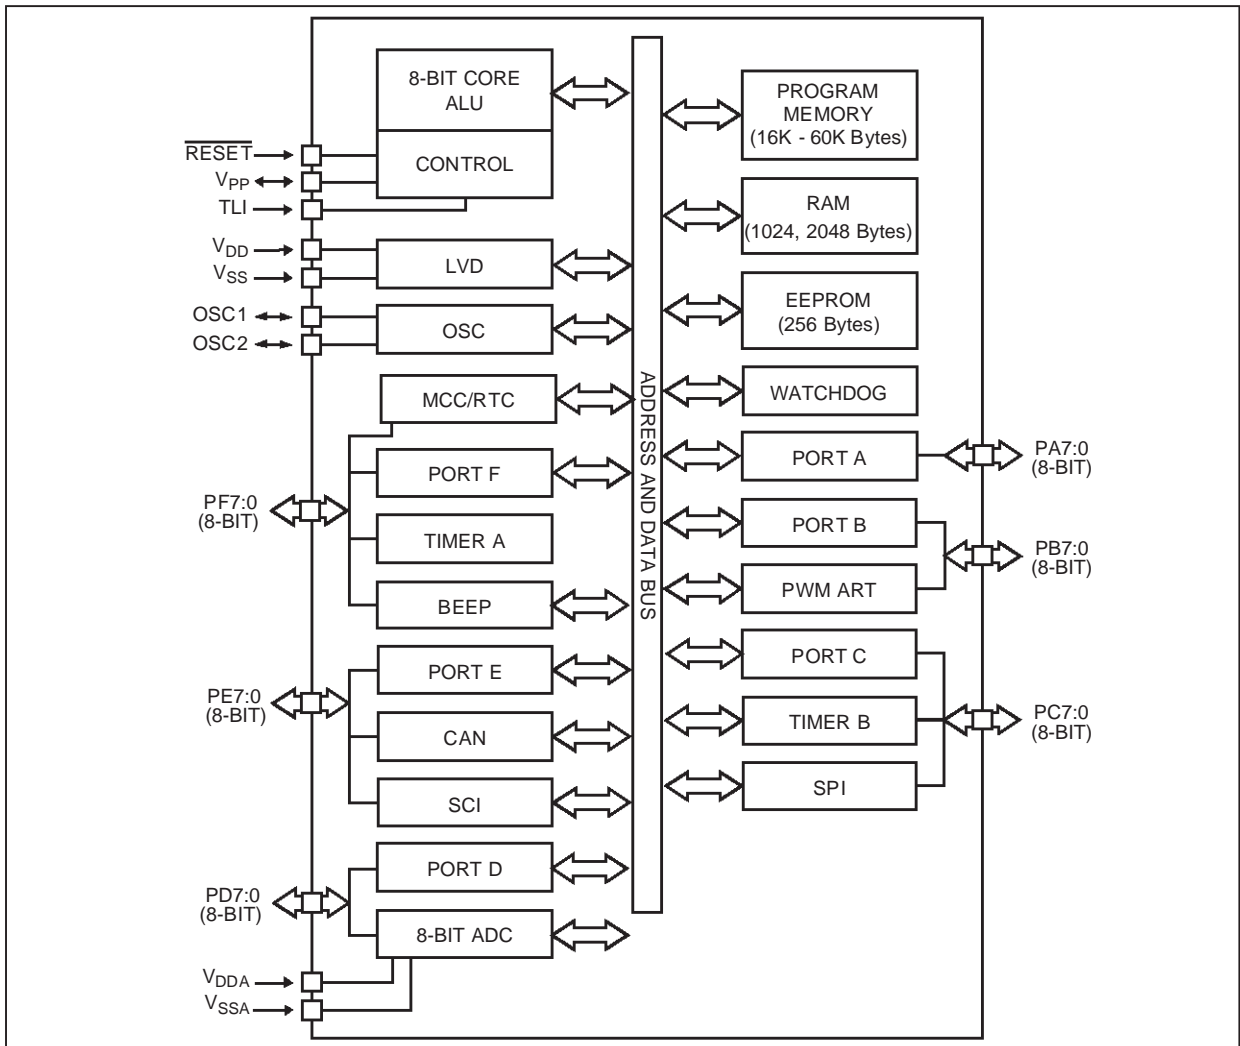 8-BIT CORE
ALU
CONTROL
RESET
VPP
TLI
VDD
VSS
LVD
OSC1
OSC2
OSC
MCC/RTC
PORT F
TIMER A
BEEP
PF7:0
(8-BIT)
PORT E
CAN
SCI
PE7:0
(8-BIT)
PORT D
8-BIT ADC
PD7:0
(8-BIT)
VDDA
VSSA
ADDRESS AND DATA BUS
PROGRAM
MEMORY
(16K - 60K Bytes)
RAM
(1024, 2048 Bytes)
EEPROM
(256 Bytes)
WATCHDOG
PORT A
PA7:0
(8-BIT)
PORT B
PWM ART
PB7:0
(8-BIT)
PORT C
TIMER B
SPI
PC7:0
(8-BIT)